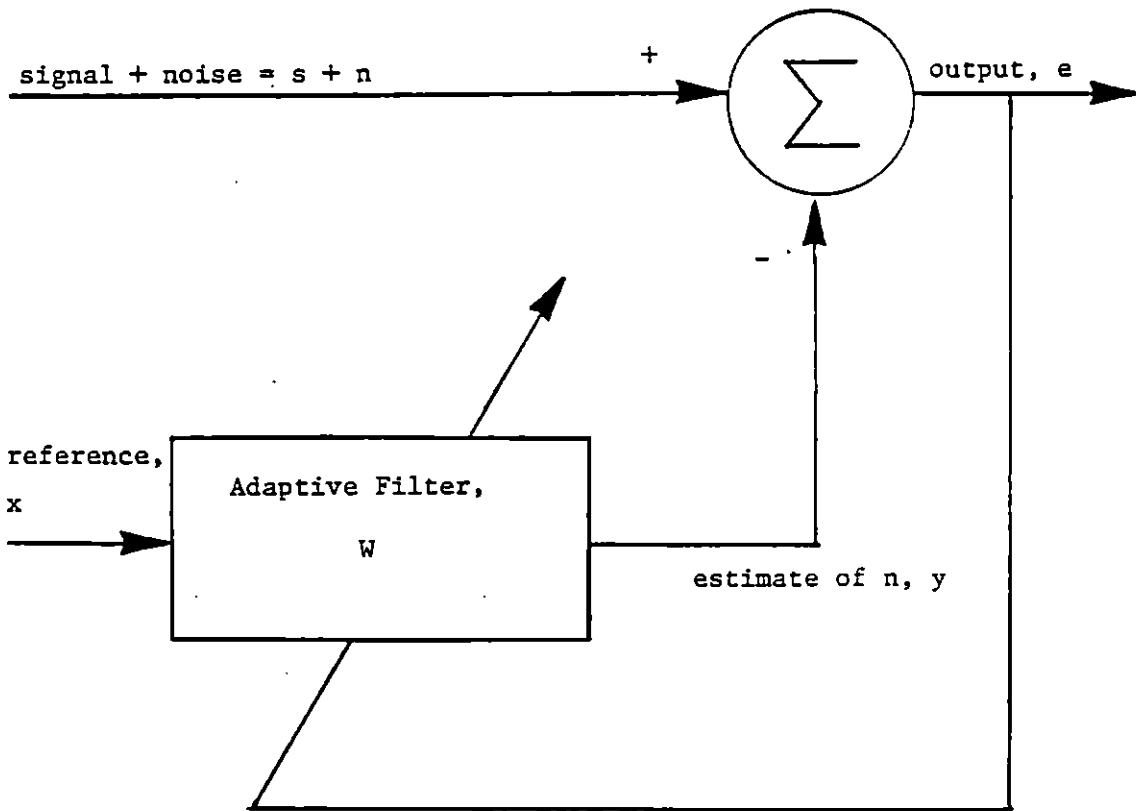 signal + noise = s + n
+
output, e
Σ
-
reference,
x
Adaptive Filter,
W
estimate of n, y